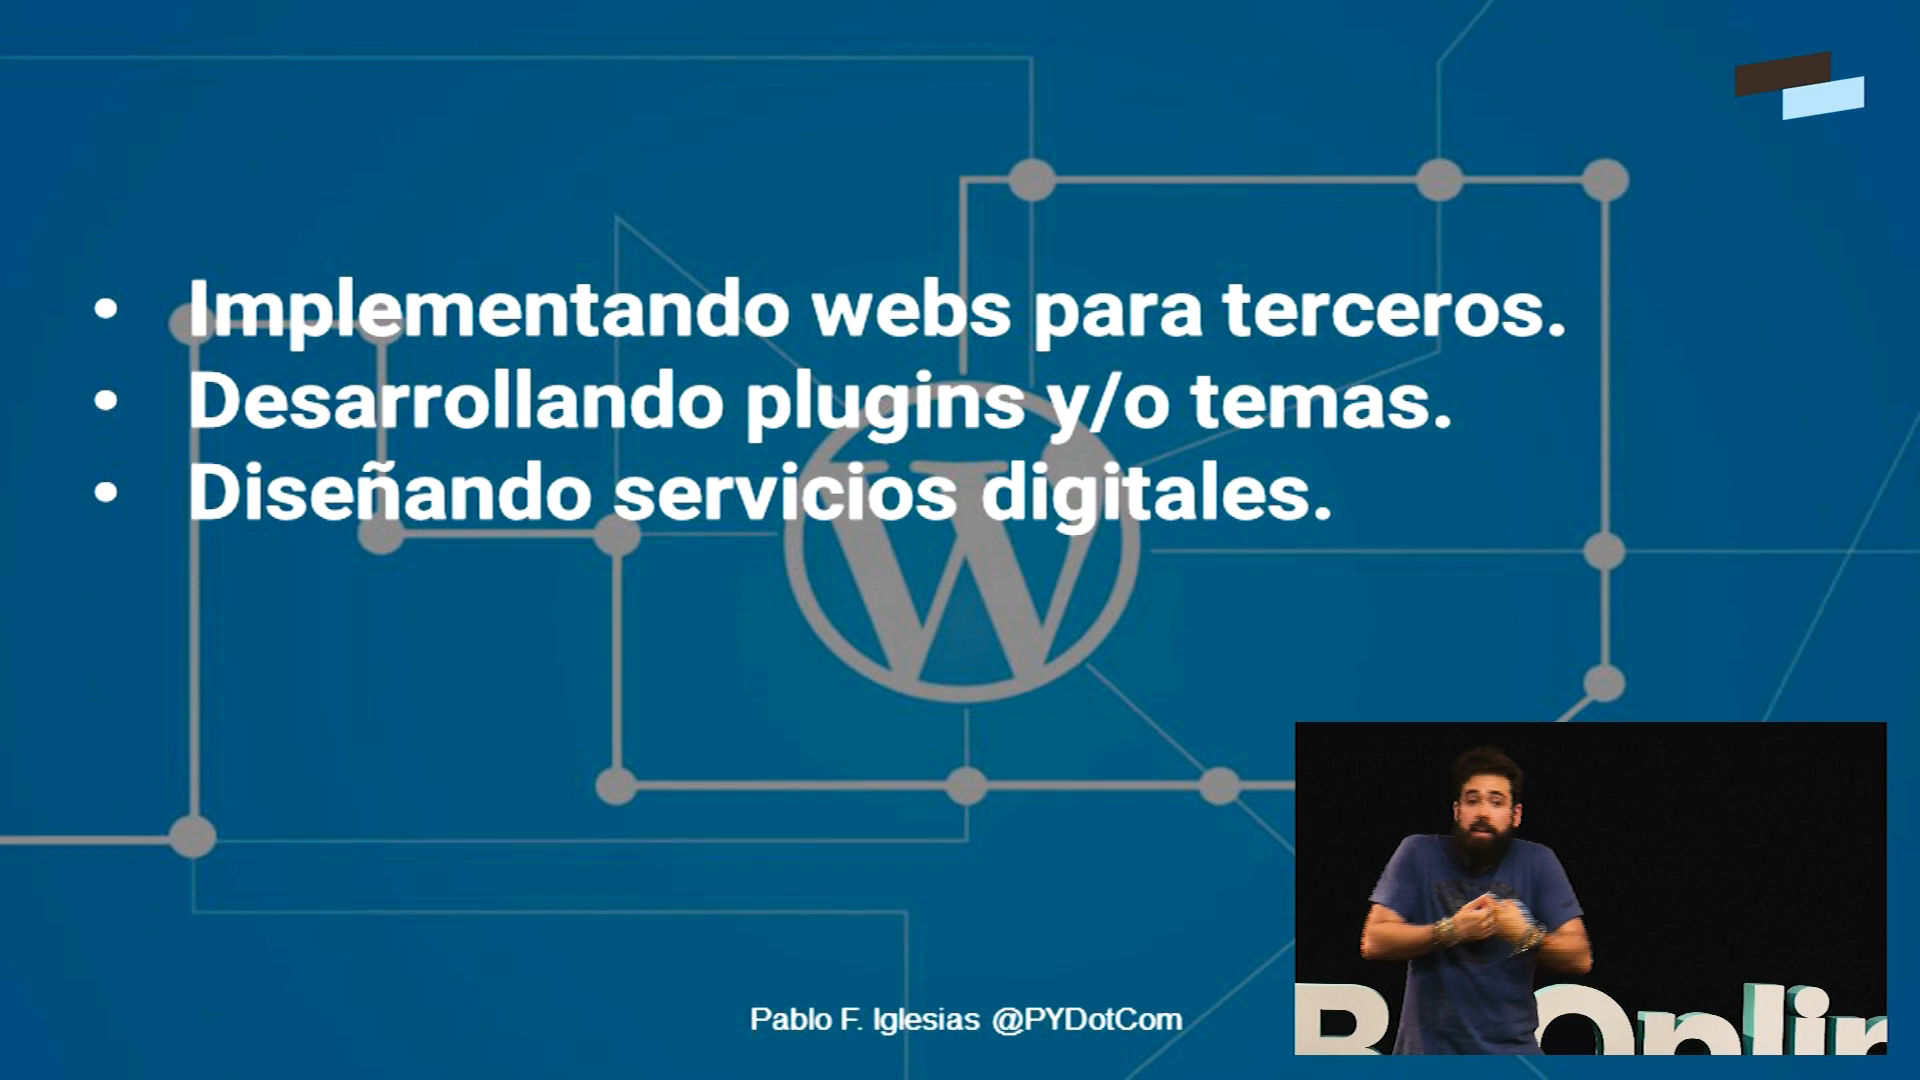 • Implementando webs para terceros.
• Desarrollando plugins y/o temas.
• Diseñando servicios digitales.
Pablo F. Iglesias @PYDotCom